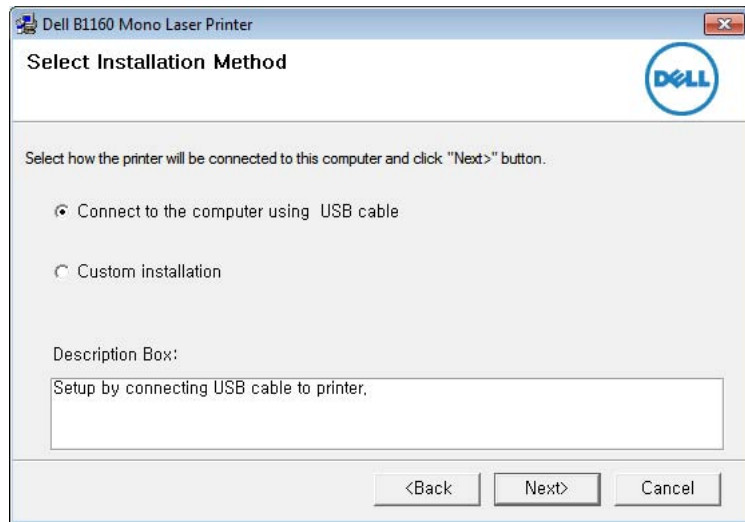 Dell B1160 Mono Laser Printer
Select Installation Method
DELL
Select how the printer will be connected to this computer and click "Next>" button.
Connect to the computer using  USB cable
Custom installation
Description Box:
Setup by connecting USB cable to printer,
<Back
Next>
Cancel